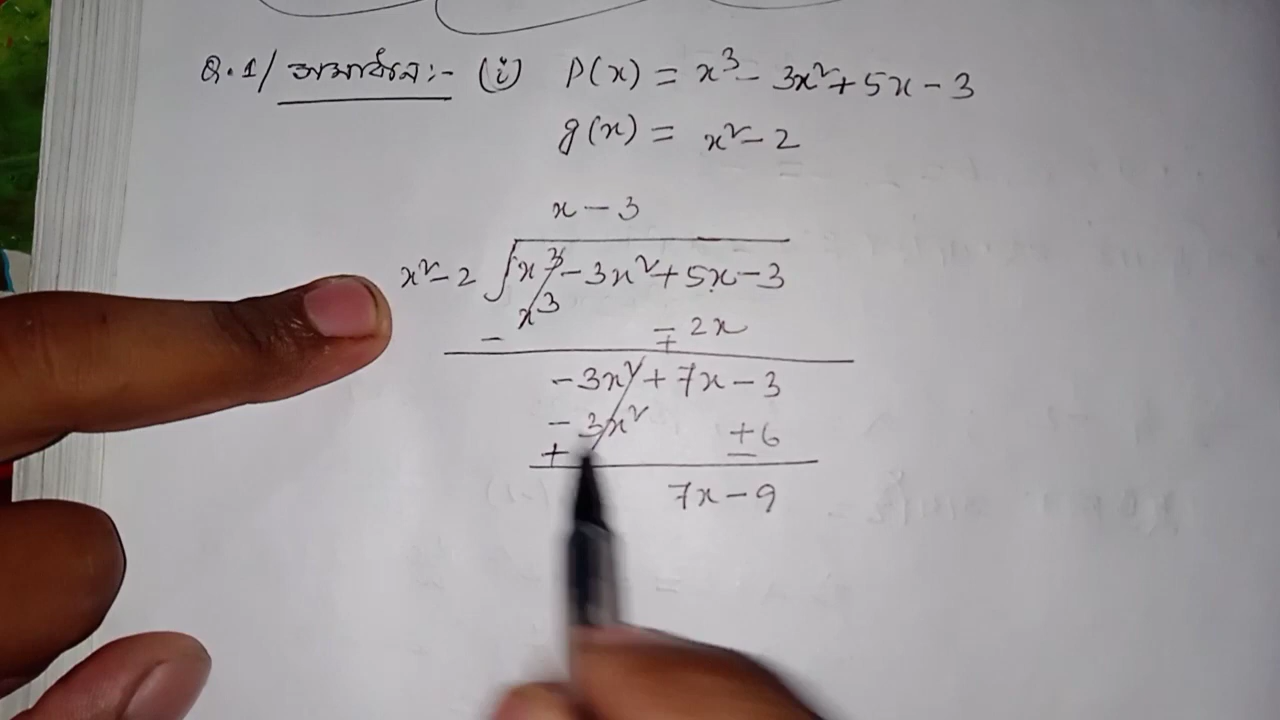 Q.1/ সমাধান:- (i) P(x) = x³ - 3x² + 5x - 3
g(x) = x² - 2
x - 3
x² - 2 ) x³ - 3x² + 5x - 3
x³ - 2x
- +
-3x² + 7x - 3
-3x² + 6
+ -
7x - 9